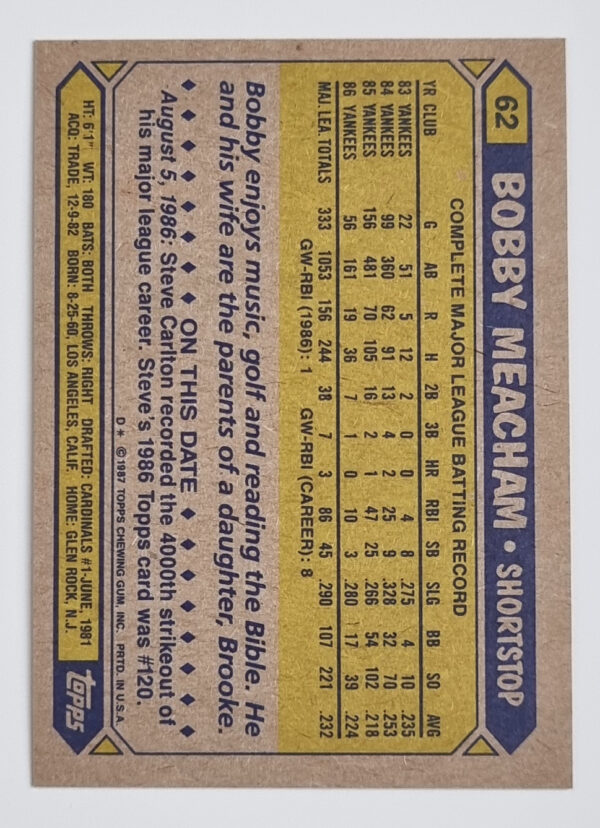 62 BOBBY MEACHAM • SHORTSTOP
COMPLETE MAJOR LEAGUE BATTING RECORD
YR CLUB G AB R H 2B 3B HR RBI SB SLG BB SO AVG
83 YANKEES 22 51 5 12 2 0 0 4 8 .275 4 10 .235
84 YANKEES 99 360 62 91 13 4 2 25 9 .328 32 70 .253
85 YANKEES 156 481 70 105 16 2 1 47 25 .266 54 102 .218
86 YANKEES 56 161 19 36 7 1 0 10 3 .280 17 39 .224
MAJ. LEA. TOTALS 333 1053 156 244 38 7 3 86 45 .290 107 221 .232
GW-RBI (1986): 1 GW-RBI (CAREER): 8
Bobby enjoys music, golf and reading the Bible. He
and his wife are the parents of a daughter, Brooke.
♦ ♦ ♦ ♦ ♦ ♦ ♦ ON THIS DATE ♦ ♦ ♦ ♦ ♦ ♦ ♦
August 5, 1986: Steve Carlton recorded the 4000th strikeout of
his major league career. Steve's 1986 Topps card was #120.
D* ©1987 TOPPS CHEWING GUM, INC. PRTD. IN U.S.A.
HT: 6'1" WT: 180 BATS: BOTH THROWS: RIGHT DRAFTED: CARDINALS #1-JUNE, 1981
ACQ: TRADE, 12-9-82 BORN: 8-25-60, LOS ANGELES, CALIF. HOME: GLEN ROCK, N.J.
TOPPS